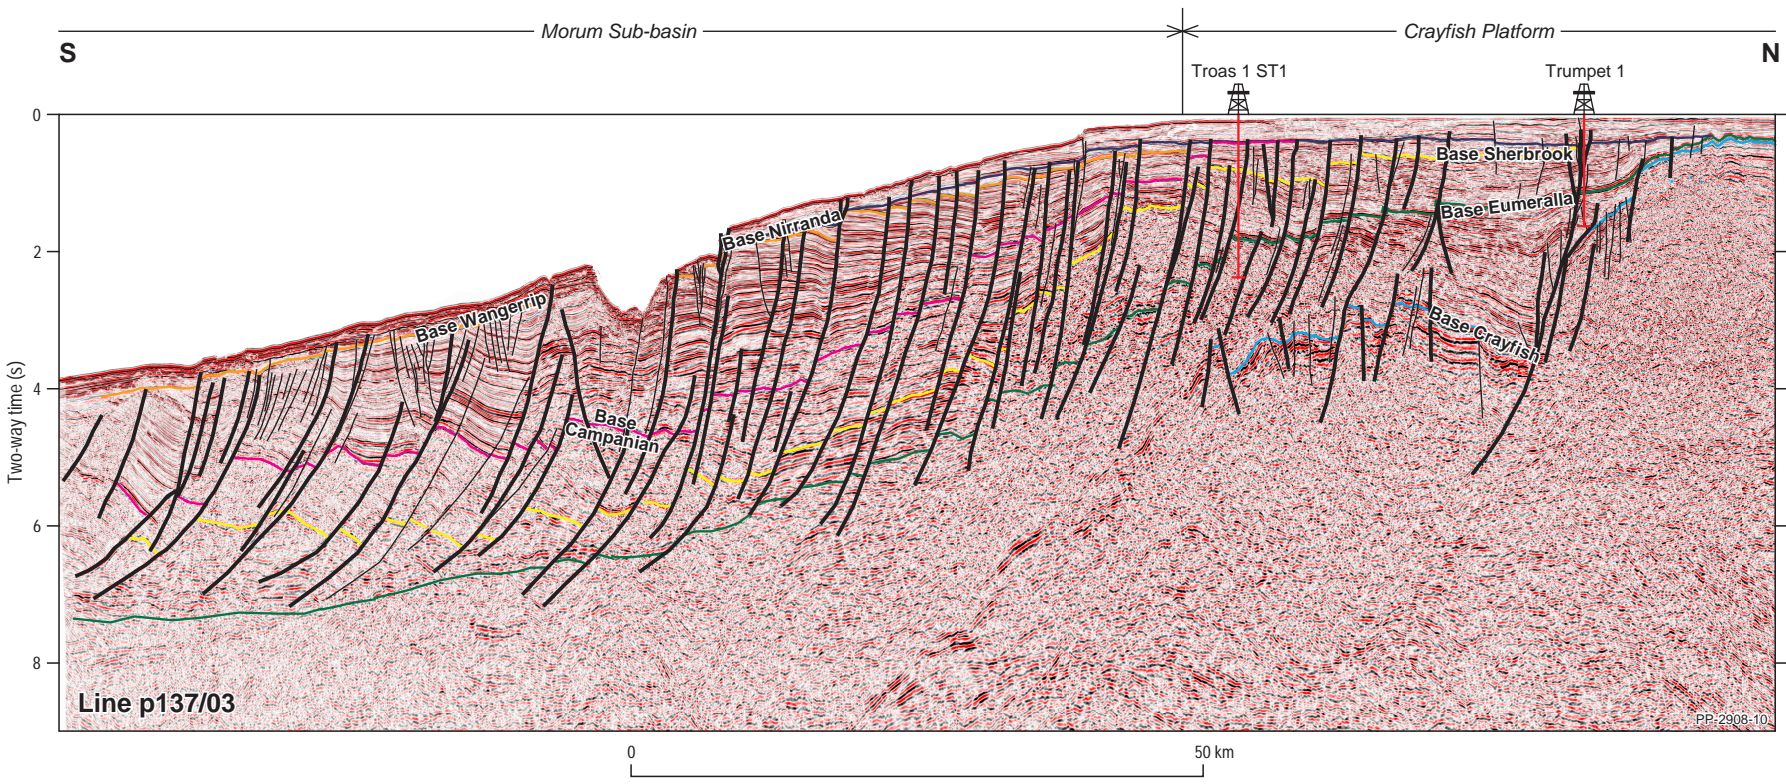 Morum Sub-basin
Crayfish Platform
S
N
Troas 1 ST1
Trumpet 1
0
2
4
6
8
Two-way time (s)
Base Sherbrook
Base Eumeralla
Base Nirranda
Base Wangerrip
Base Crayfish
Base
Campanian
Line p137/03
PP-2908-10
0
50 km